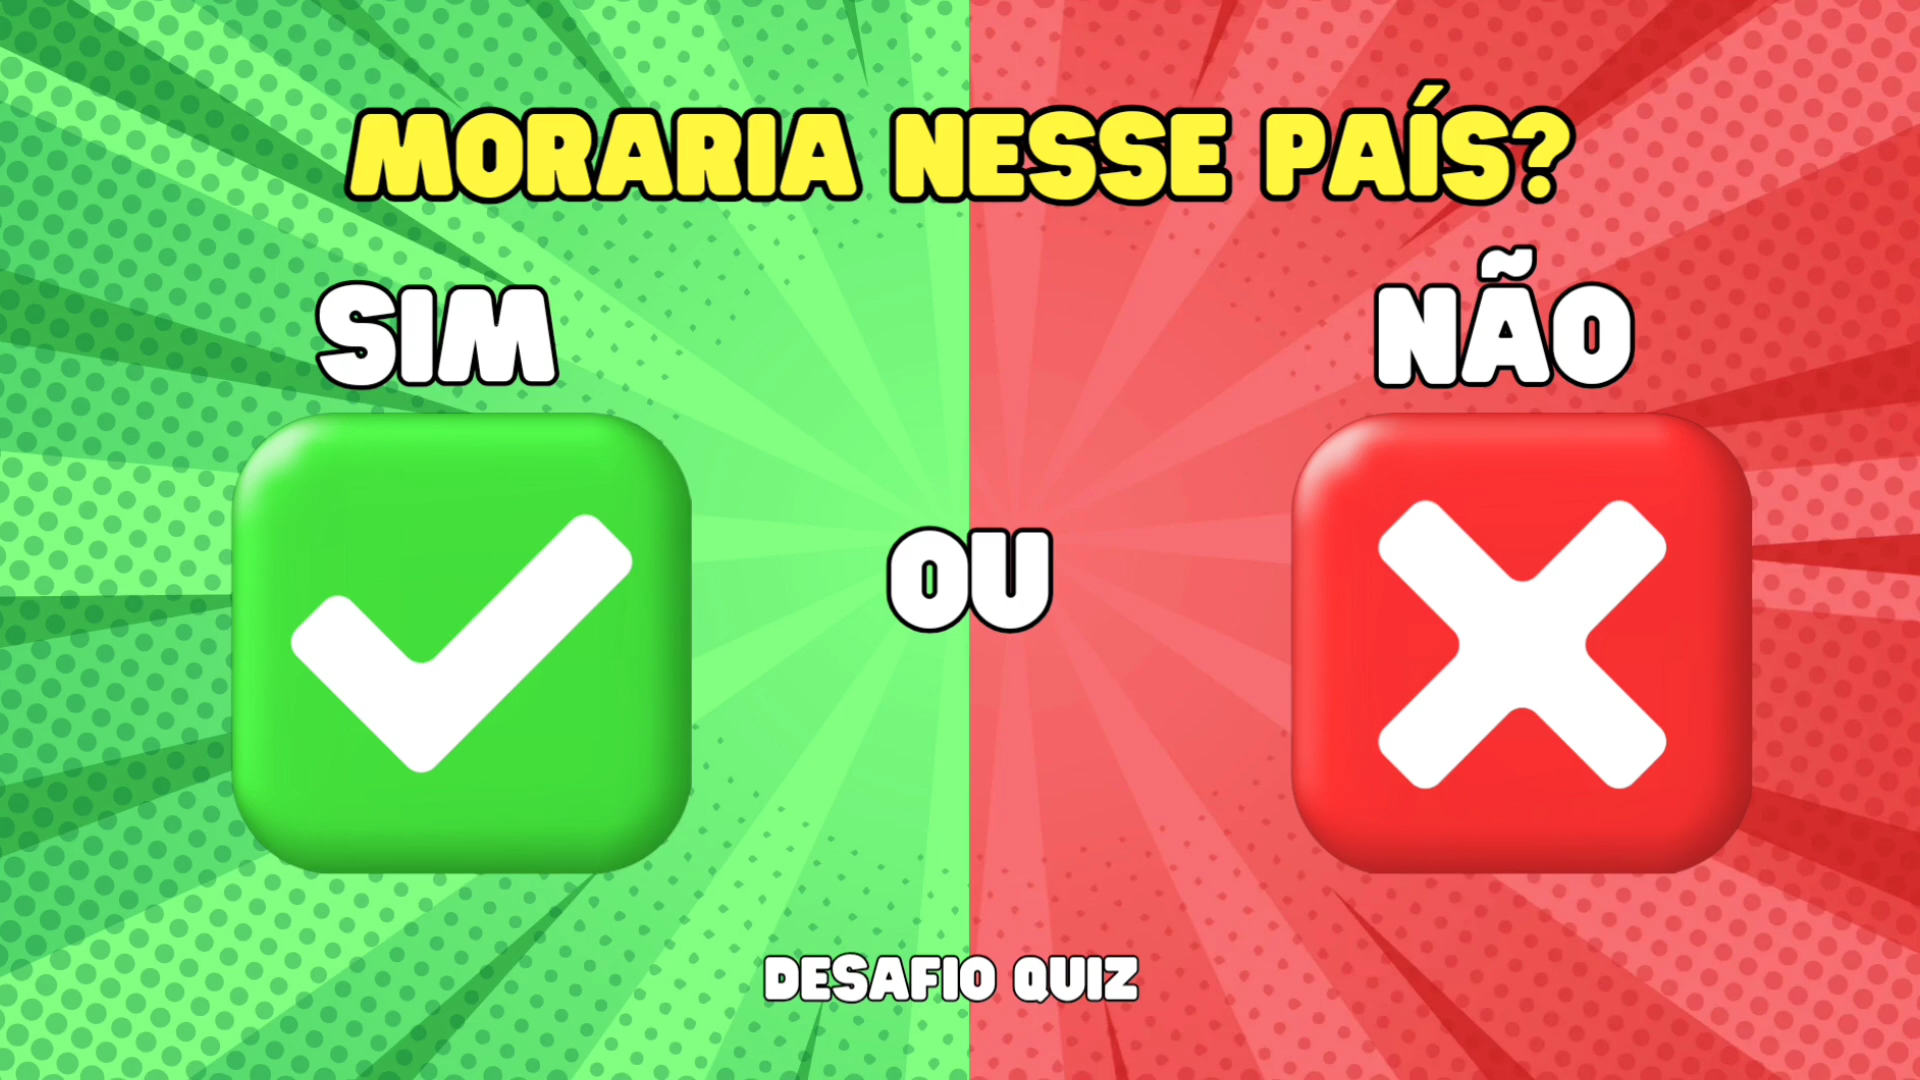 MORARIA NESSE PAÍS?
SIM
NÃO
OU
DESAFIO QUIZ